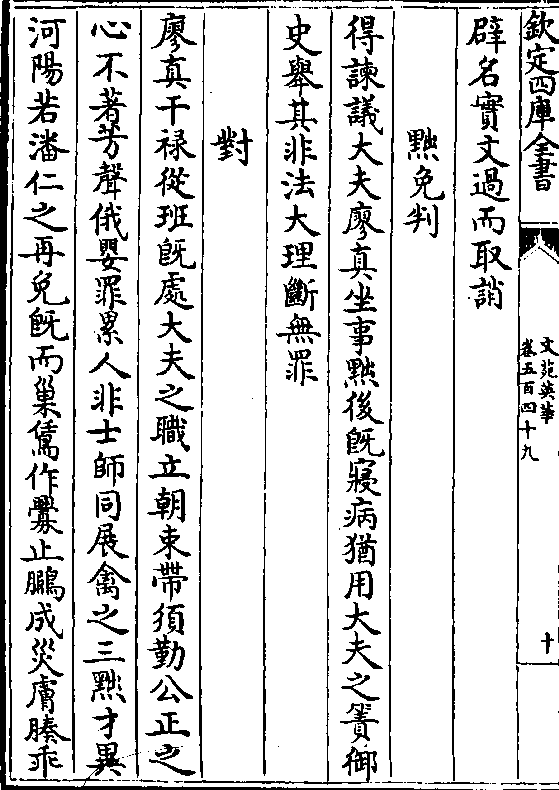 欽定四庫全書
文苑英華
卷五百四十九
十
辟名實文過而取誚
黜免判
得諫議大夫廖真坐事黜後既寢病猶用大夫之簀御
史舉其非法大理斷無罪
對
廖真干禄從班既處大夫之職立朝束帶須勤公正之
心不著芳聲俄嬰罪累人非士師同展禽之三黜才異
河陽若潘仁之再免既而巢鵀作釁止鵩成災膚腠乖